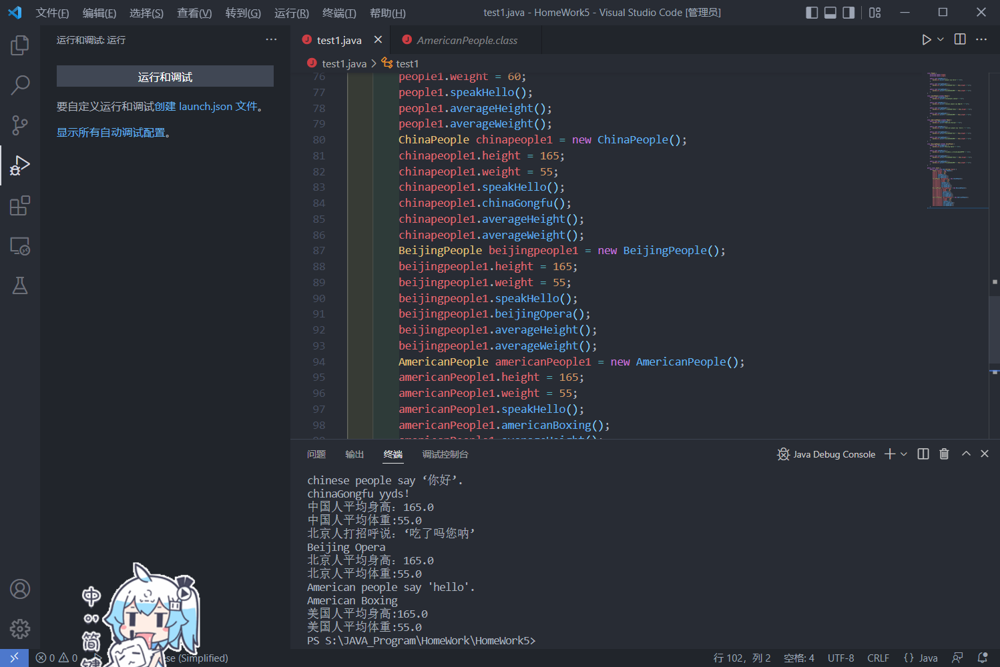 文件(F) 编辑(E) 选择(S) 查看(V) 转到(G) 运行(R) 终端(T) 帮助(H) test1.java - HomeWork5 - Visual Studio Code [管理员]
运行和调试: 运行 ···
运行和调试
要自定义运行和调试创建 launch.json 文件。
显示所有自动调试配置。
test1.java AmericanPeople.class
test1.java > test1
76 people1.weight = 60;
77 people1.speakHello();
78 people1.averageHeight();
79 people1.averageWeight();
80 ChinaPeople chinapeople1 = new ChinaPeople();
81 chinapeople1.height = 165;
82 chinapeople1.weight = 55;
83 chinapeople1.speakHello();
84 chinapeople1.chinaGongfu();
85 chinapeople1.averageHeight();
86 chinapeople1.averageWeight();
87 BeijingPeople beijingpeople1 = new BeijingPeople();
88 beijingpeople1.height = 165;
89 beijingpeople1.weight = 55;
90 beijingpeople1.speakHello();
91 beijingpeople1.beijingOpera();
92 beijingpeople1.averageHeight();
93 beijingpeople1.averageWeight();
94 AmericanPeople americanPeople1 = new AmericanPeople();
95 americanPeople1.height = 165;
96 americanPeople1.weight = 55;
97 americanPeople1.speakHello();
98 americanPeople1.americanBoxing();
问题 输出 终端 调试控制台 Java Debug Console
chinese people say ‘你好’.
chinaGongfu yyds!
中国人平均身高: 165.0
中国人平均体重:55.0
北京人打招呼说: ‘吃了吗您呐’
Beijing Opera
北京人平均身高: 165.0
北京人平均体重:55.0
American people say 'hello'.
American Boxing
美国人平均身高:165.0
美国人平均体重:55.0
PS S:\JAVA_Program\HomeWork\HomeWork5>
中
简
0 0 (Simplified) 行 102, 列 2 空格: 4 UTF-8 CRLF {} Java